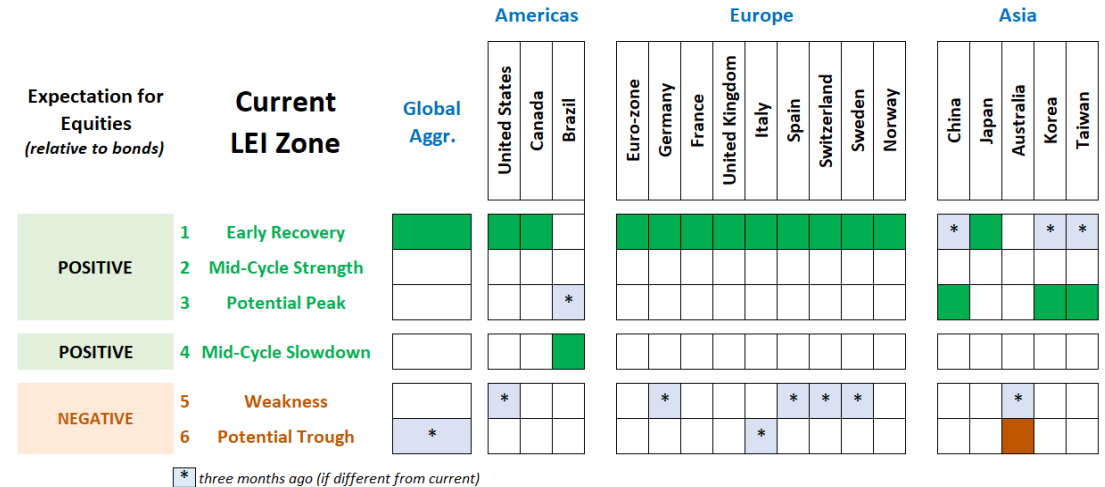 Americas
Europe
Asia
Expectation for
Equities
(relative to bonds)
Current
LEI Zone
Global
Aggr.
United States
Canada
Brazil
Euro-zone
Germany
France
United Kingdom
Italy
Spain
Switzerland
Sweden
Norway
China
Japan
Australia
Korea
Taiwan
POSITIVE
1 Early Recovery * * *
2 Mid-Cycle Strength
3 Potential Peak *
POSITIVE
4 Mid-Cycle Slowdown
NEGATIVE
5 Weakness * * * * * *
6 Potential Trough * *
* three months ago (if different from current)